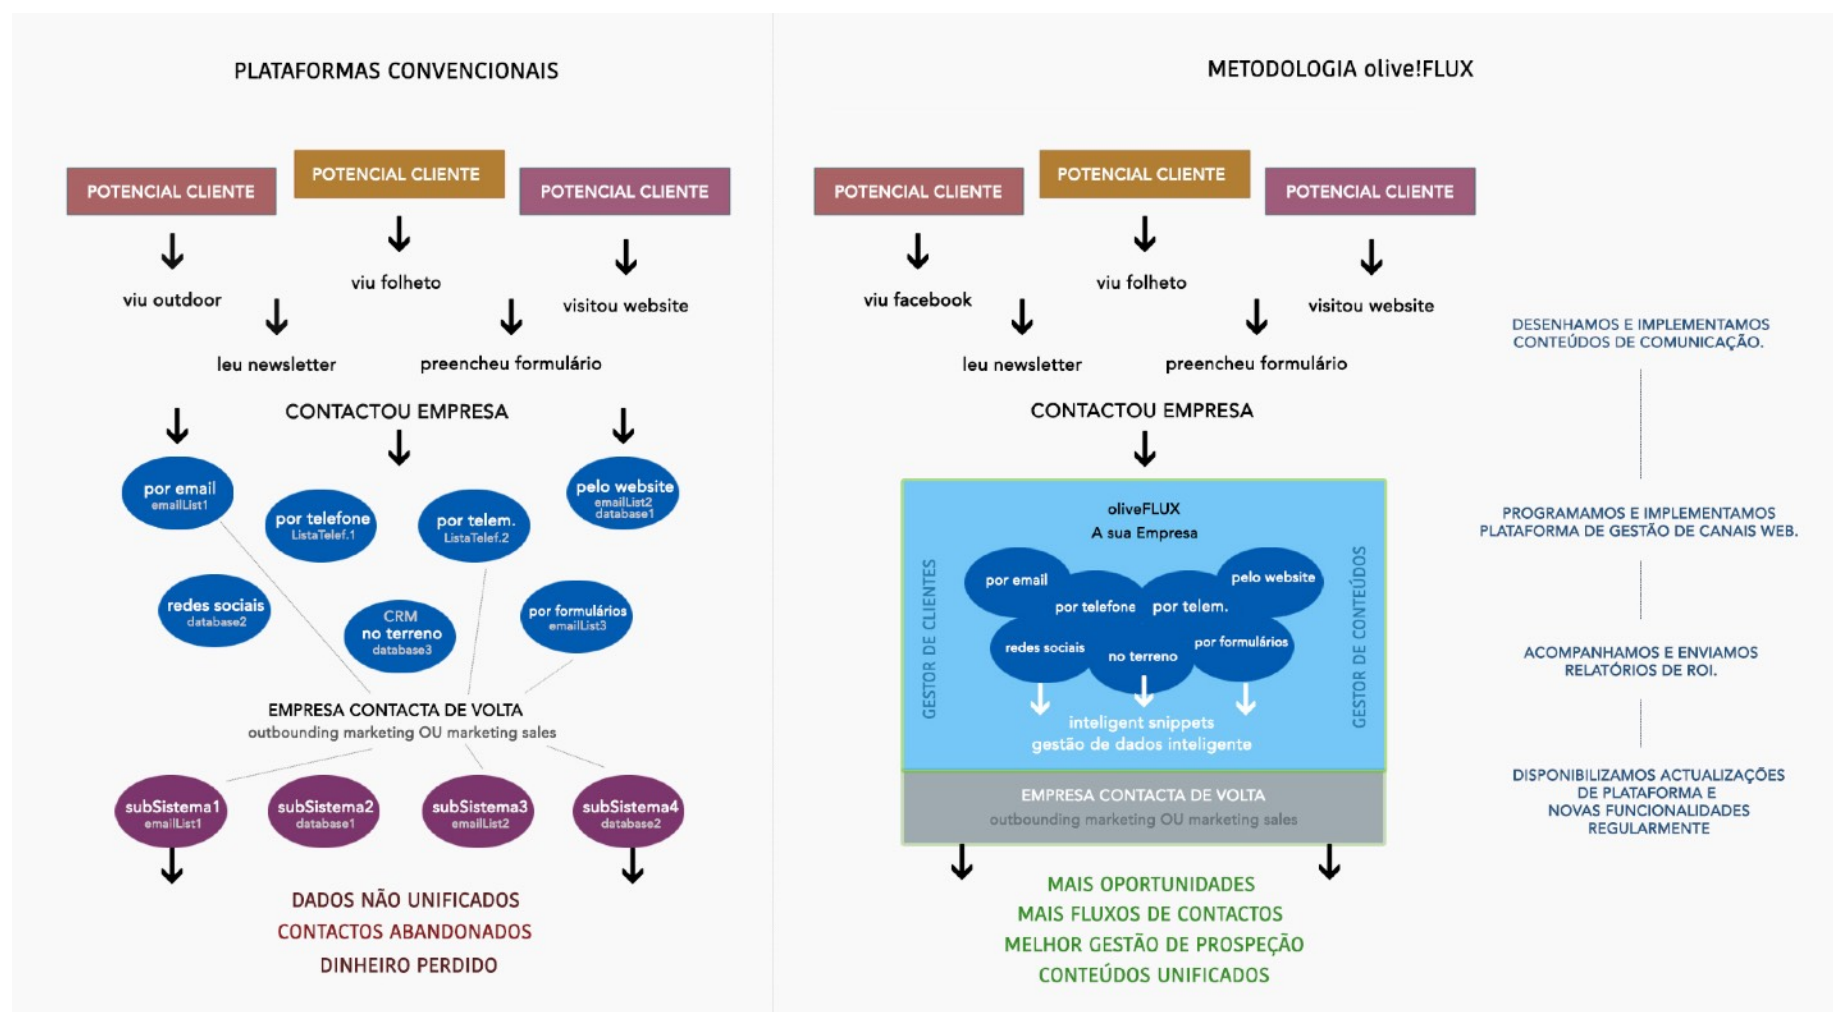 PLATAFORMAS CONVENCIONAIS
POTENCIAL CLIENTE
POTENCIAL CLIENTE
POTENCIAL CLIENTE
viu outdoor
viu folheto
visitou website
leu newsletter
preencheu formulário
CONTACTOU EMPRESA
por email
emailList1
por telefone
ListaTelef.1
por telem.
ListaTelef.2
pelo website
emailList2
database1
redes sociais
database2
CRM
no terreno
database3
por formulários
emailList3
EMPRESA CONTACTA DE VOLTA
outbounding marketing OU marketing sales
subSistema1
emailList1
subSistema2
database1
subSistema3
emailList2
subSistema4
database2
DADOS NÃO UNIFICADOS
CONTACTOS ABANDONADOS
DINHEIRO PERDIDO
METODOLOGIA olive!FLUX
POTENCIAL CLIENTE
POTENCIAL CLIENTE
POTENCIAL CLIENTE
viu facebook
viu folheto
visitou website
leu newsletter
preencheu formulário
CONTACTOU EMPRESA
oliveFLUX
A sua Empresa
GESTOR DE CLIENTES
GESTOR DE CONTEÚDOS
por email
por telefone
por telem.
pelo website
redes sociais
no terreno
por formulários
inteligent snippets
gestão de dados inteligente
EMPRESA CONTACTA DE VOLTA
outbounding marketing OU marketing sales
MAIS OPORTUNIDADES
MAIS FLUXOS DE CONTACTOS
MELHOR GESTÃO DE PROSPEÇÃO
CONTEÚDOS UNIFICADOS
DESENHAMOS E IMPLEMENTAMOS
CONTEÚDOS DE COMUNICAÇÃO.
PROGRAMAMOS E IMPLEMENTAMOS
PLATAFORMA DE GESTÃO DE CANAIS WEB.
ACOMPANHAMOS E ENVIAMOS
RELATÓRIOS DE ROI.
DISPONIBILIZAMOS ACTUALIZAÇÕES
DE PLATAFORMA E
NOVAS FUNCIONALIDADES
REGULARMENTE